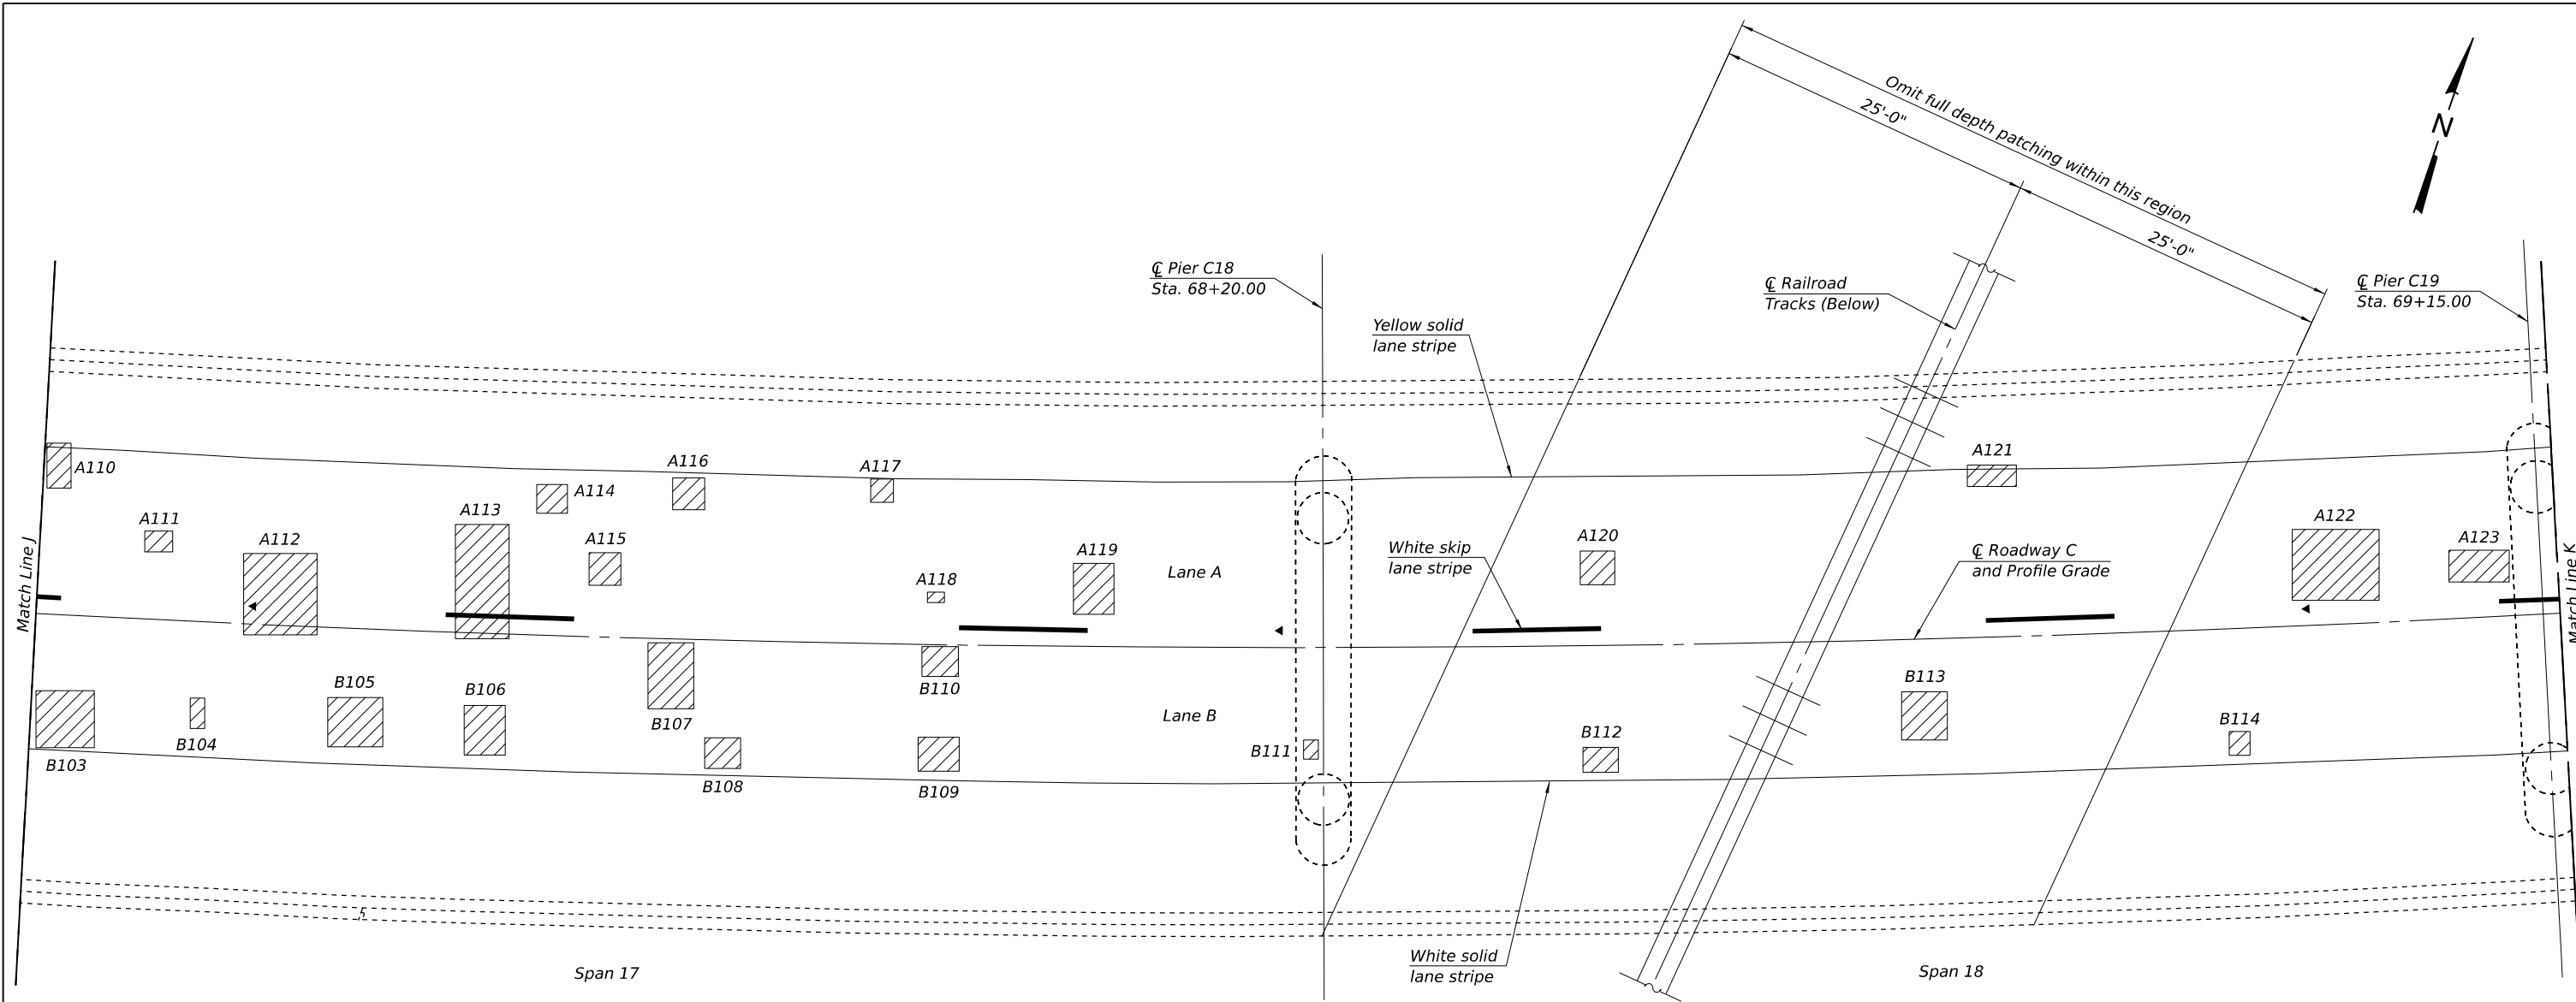 Omit full depth patching within this region
25'-0"
25'-0"
N
℄ Pier C18
Sta. 68+20.00
℄ Railroad
Tracks (Below)
℄ Pier C19
Sta. 69+15.00
Yellow solid
lane stripe
Match Line J
A110
A111
A112
A113
A114
A115
A116
A117
A118
A119
Lane A
White skip
lane stripe
A120
A121
℄ Roadway C
and Profile Grade
A122
A123
Match Line K
B103
B104
B105
B106
B107
B108
B110
B109
Lane B
B111
B112
B113
B114
White solid
lane stripe
Span 17
Span 18